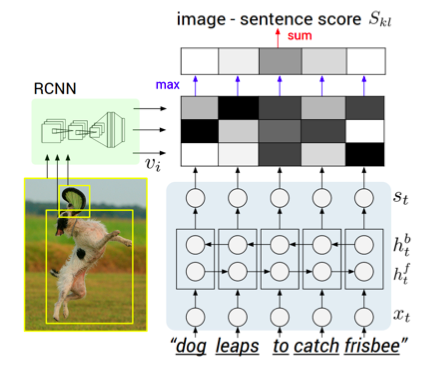 image - sentence score S_{kl}
sum
max
RCNN
v_i
s_t
h_t^b
h_t^f
x_t
“dog leaps to catch frisbee”